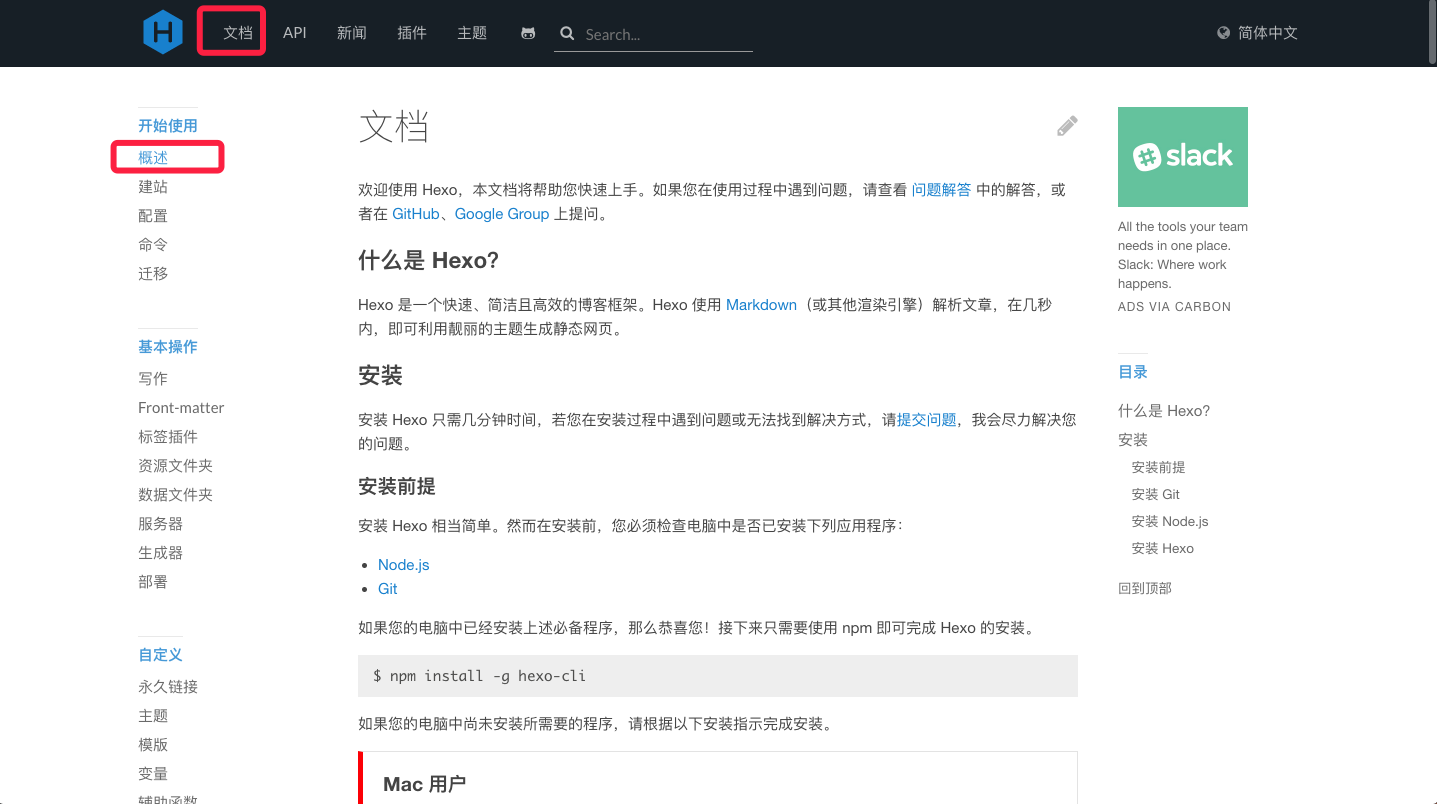 文档
API
新闻
插件
主题
Search...
简体中文
开始使用
概述
建站
配置
命令
迁移
基本操作
写作
Front-matter
标签插件
资源文件夹
数据文件夹
服务器
生成器
部署
自定义
永久链接
主题
模版
变量
辅助函数
文档
欢迎使用 Hexo，本文档将帮助您快速上手。如果您在使用过程中遇到问题，请查看 问题解答 中的解答，或
者在 GitHub、Google Group 上提问。
什么是 Hexo?
Hexo 是一个快速、简洁且高效的博客框架。Hexo 使用 Markdown（或其他渲染引擎）解析文章，在几秒
内，即可利用靓丽的主题生成静态网页。
安装
安装 Hexo 只需几分钟时间，若您在安装过程中遇到问题或无法找到解决方式，请提交问题，我会尽力解决您
的问题。
安装前提
安装 Hexo 相当简单。然而在安装前，您必须检查电脑中是否已安装下列应用程序：
Node.js
Git
如果您的电脑中已经安装上述必备程序，那么恭喜您！接下来只需要使用 npm 即可完成 Hexo 的安装。
$ npm install -g hexo-cli
如果您的电脑中尚未安装所需要的程序，请根据以下安装指示完成安装。
Mac 用户
slack
All the tools your team
needs in one place.
Slack: Where work
happens.
ADS VIA CARBON
目录
什么是 Hexo?
安装
安装前提
安装 Git
安装 Node.js
安装 Hexo
回到顶部